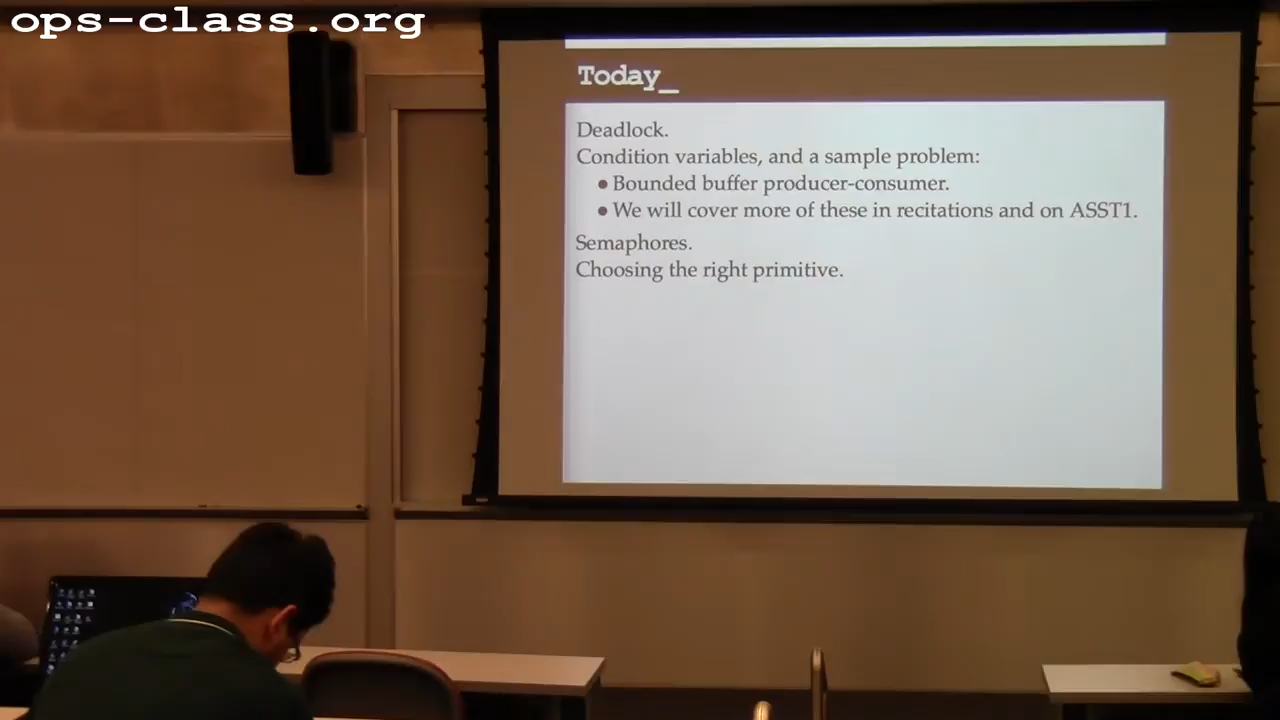 ops-class.org
Today_
Deadlock.
Condition variables, and a sample problem:
• Bounded buffer producer-consumer.
• We will cover more of these in recitations and on ASST1.
Semaphores.
Choosing the right primitive.